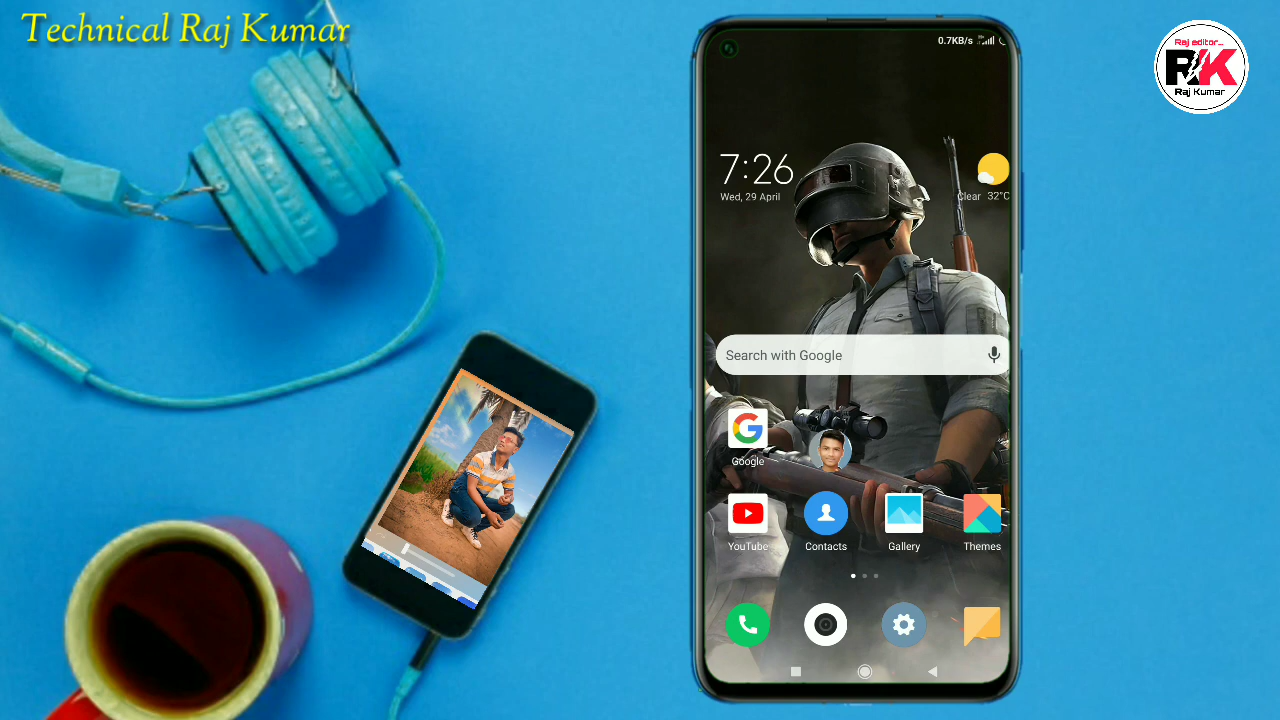 Technical Raj Kumar
Raj editor_
RK
Raj Kumar
0.7KB/s
7:26
Wed, 29 April
Clear 32°C
Search with Google
Google
YouTube
Contacts
Gallery
Themes